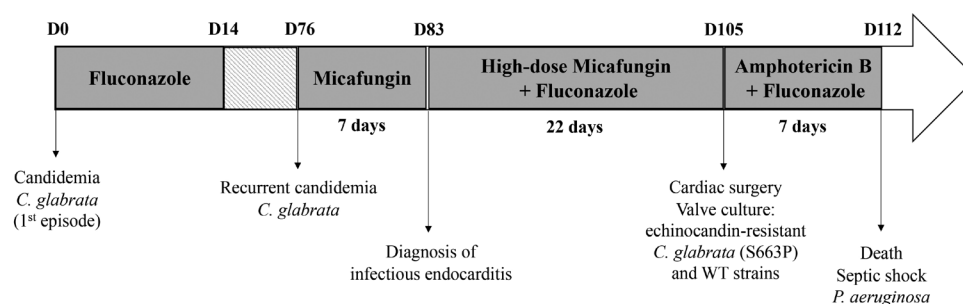 D0
D14
D76
D83
D105
D112
Fluconazole
Micafungin
High-dose Micafungin
+ Fluconazole
Amphotericin B
+ Fluconazole
7 days
22 days
7 days
Candidemia
C. glabrata
(1st episode)
Recurrent candidemia
C. glabrata
Diagnosis of
infectious endocarditis
Cardiac surgery
Valve culture:
echinocandin-resistant
C. glabrata (S663P)
and WT strains
Death
Septic shock
P. aeruginosa